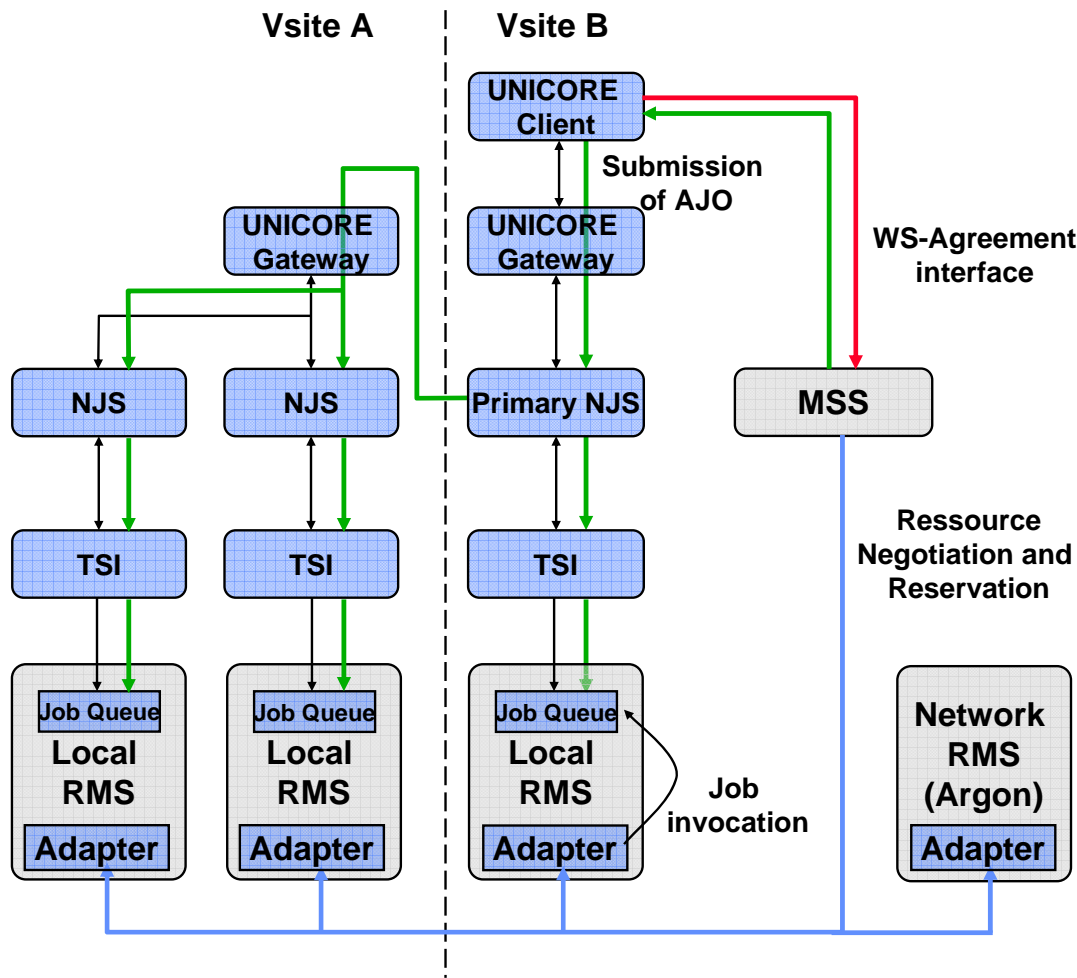 Vsite A
Vsite B
UNICORE
Client
Submission
of AJO
UNICORE
Gateway
UNICORE
Gateway
WS-Agreement
interface
NJS
NJS
Primary NJS
MSS
TSI
TSI
TSI
Ressource
Negotiation and
Reservation
Job Queue
Local
RMS
Adapter
Job Queue
Local
RMS
Adapter
Job Queue
Local
RMS
Adapter
Job
invocation
Network
RMS
(Argon)
Adapter